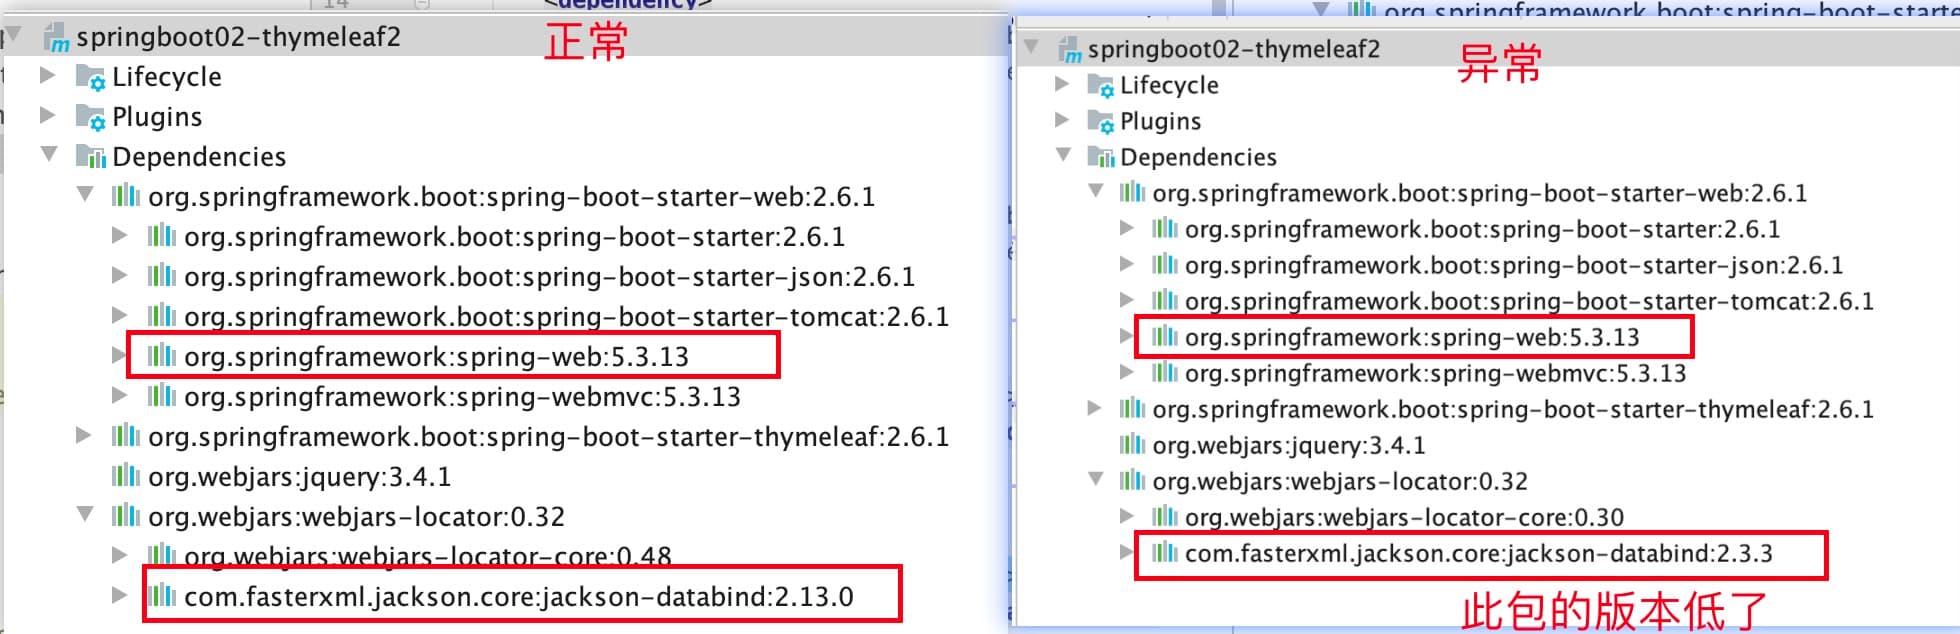 <dependency>
springboot02-thymeleaf2
正常
Lifecycle
Plugins
Dependencies
org.springframework.boot:spring-boot-starter-web:2.6.1
org.springframework.boot:spring-boot-starter:2.6.1
org.springframework.boot:spring-boot-starter-json:2.6.1
org.springframework.boot:spring-boot-starter-tomcat:2.6.1
org.springframework:spring-web:5.3.13
org.springframework:spring-webmvc:5.3.13
org.springframework.boot:spring-boot-starter-thymeleaf:2.6.1
org.webjars:jquery:3.4.1
org.webjars:webjars-locator:0.32
org.webjars:webjars-locator-core:0.48
com.fasterxml.jackson.core:jackson-databind:2.13.0
org.springframework.boot:spring-boot-starte
springboot02-thymeleaf2
异常
Lifecycle
Plugins
Dependencies
org.springframework.boot:spring-boot-starter-web:2.6.1
org.springframework.boot:spring-boot-starter:2.6.1
org.springframework.boot:spring-boot-starter-json:2.6.1
org.springframework.boot:spring-boot-starter-tomcat:2.6.1
org.springframework:spring-web:5.3.13
org.springframework:spring-webmvc:5.3.13
org.springframework.boot:spring-boot-starter-thymeleaf:2.6.1
org.webjars:jquery:3.4.1
org.webjars:webjars-locator:0.32
org.webjars:webjars-locator-core:0.30
com.fasterxml.jackson.core:jackson-databind:2.3.3
此包的版本低了